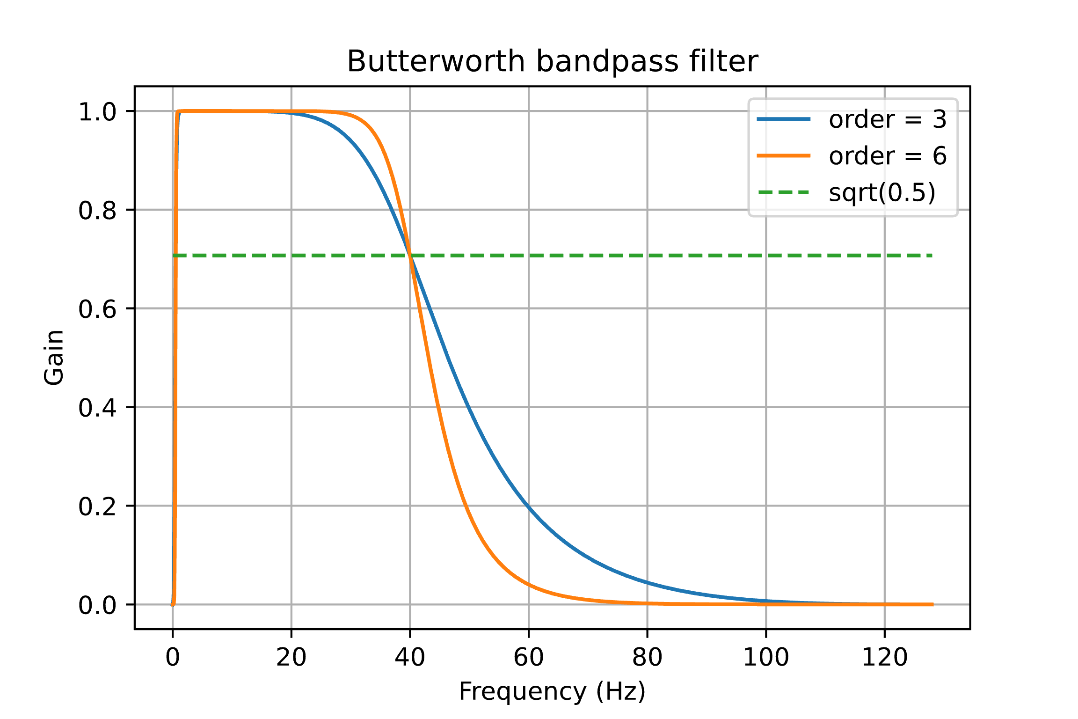 Butterworth bandpass filter
order = 3
order = 6
sqrt(0.5)
1.0
0.8
0.6
0.4
0.2
0.0
Gain
0 20 40 60 80 100 120
Frequency (Hz)